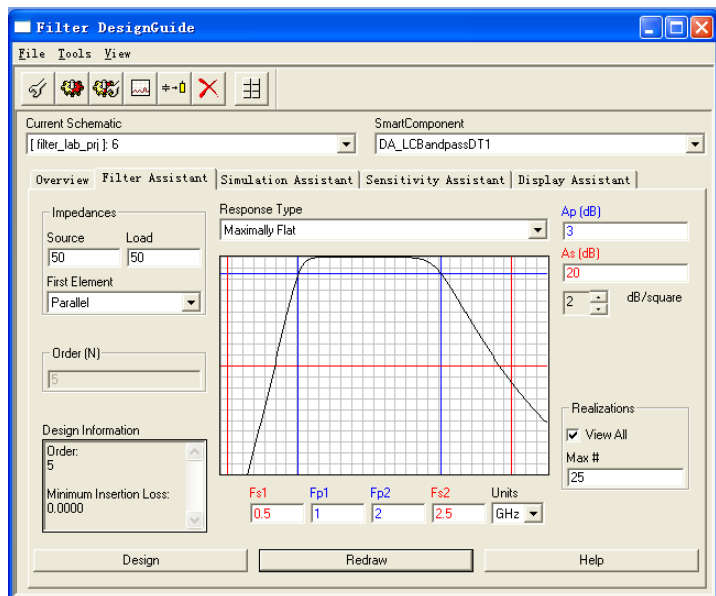 Filter DesignGuide
File Tools View
Current Schematic
SmartComponent
[ filter_lab_prj ]: 6
DA_LCBandpassDT1
Overview Filter Assistant Simulation Assistant Sensitivity Assistant Display Assistant
Impedances
Source Load
50 50
First Element
Parallel
Order (N)
5
Design Information
Order:
5
Minimum Insertion Loss:
0.0000
Response Type
Maximally Flat
Fs1 Fp1 Fp2 Fs2 Units
0.5 1 2 2.5 GHz
Ap (dB)
3
As (dB)
20
2 dB/square
Realizations
View All
Max #
25
Design Redraw Help